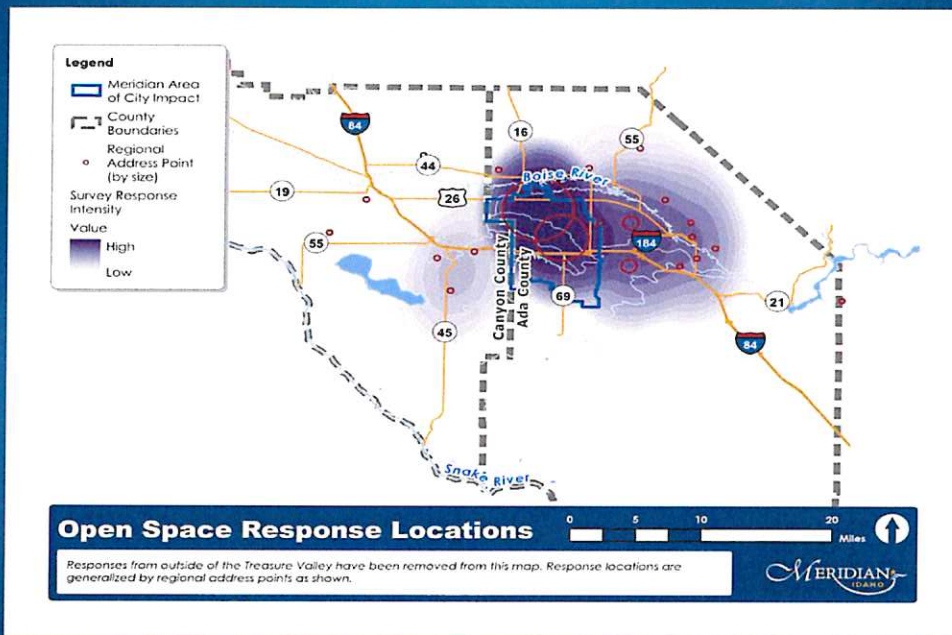 Legend
Meridian Area
of City Impact
County
Boundaries
Regional
Address Point
(by size)
Survey Response
Intensity
Value
High
Low
84
16
55
44
Boise River
19
26
55
184
Canyon County
Ada County
69
21
45
84
Snake River
Open Space Response Locations
0 5 10 20
Miles
Responses from outside of the Treasure Valley have been removed from this map. Response locations are
generalized by regional address points as shown.
MERIDIAN
IDAHO